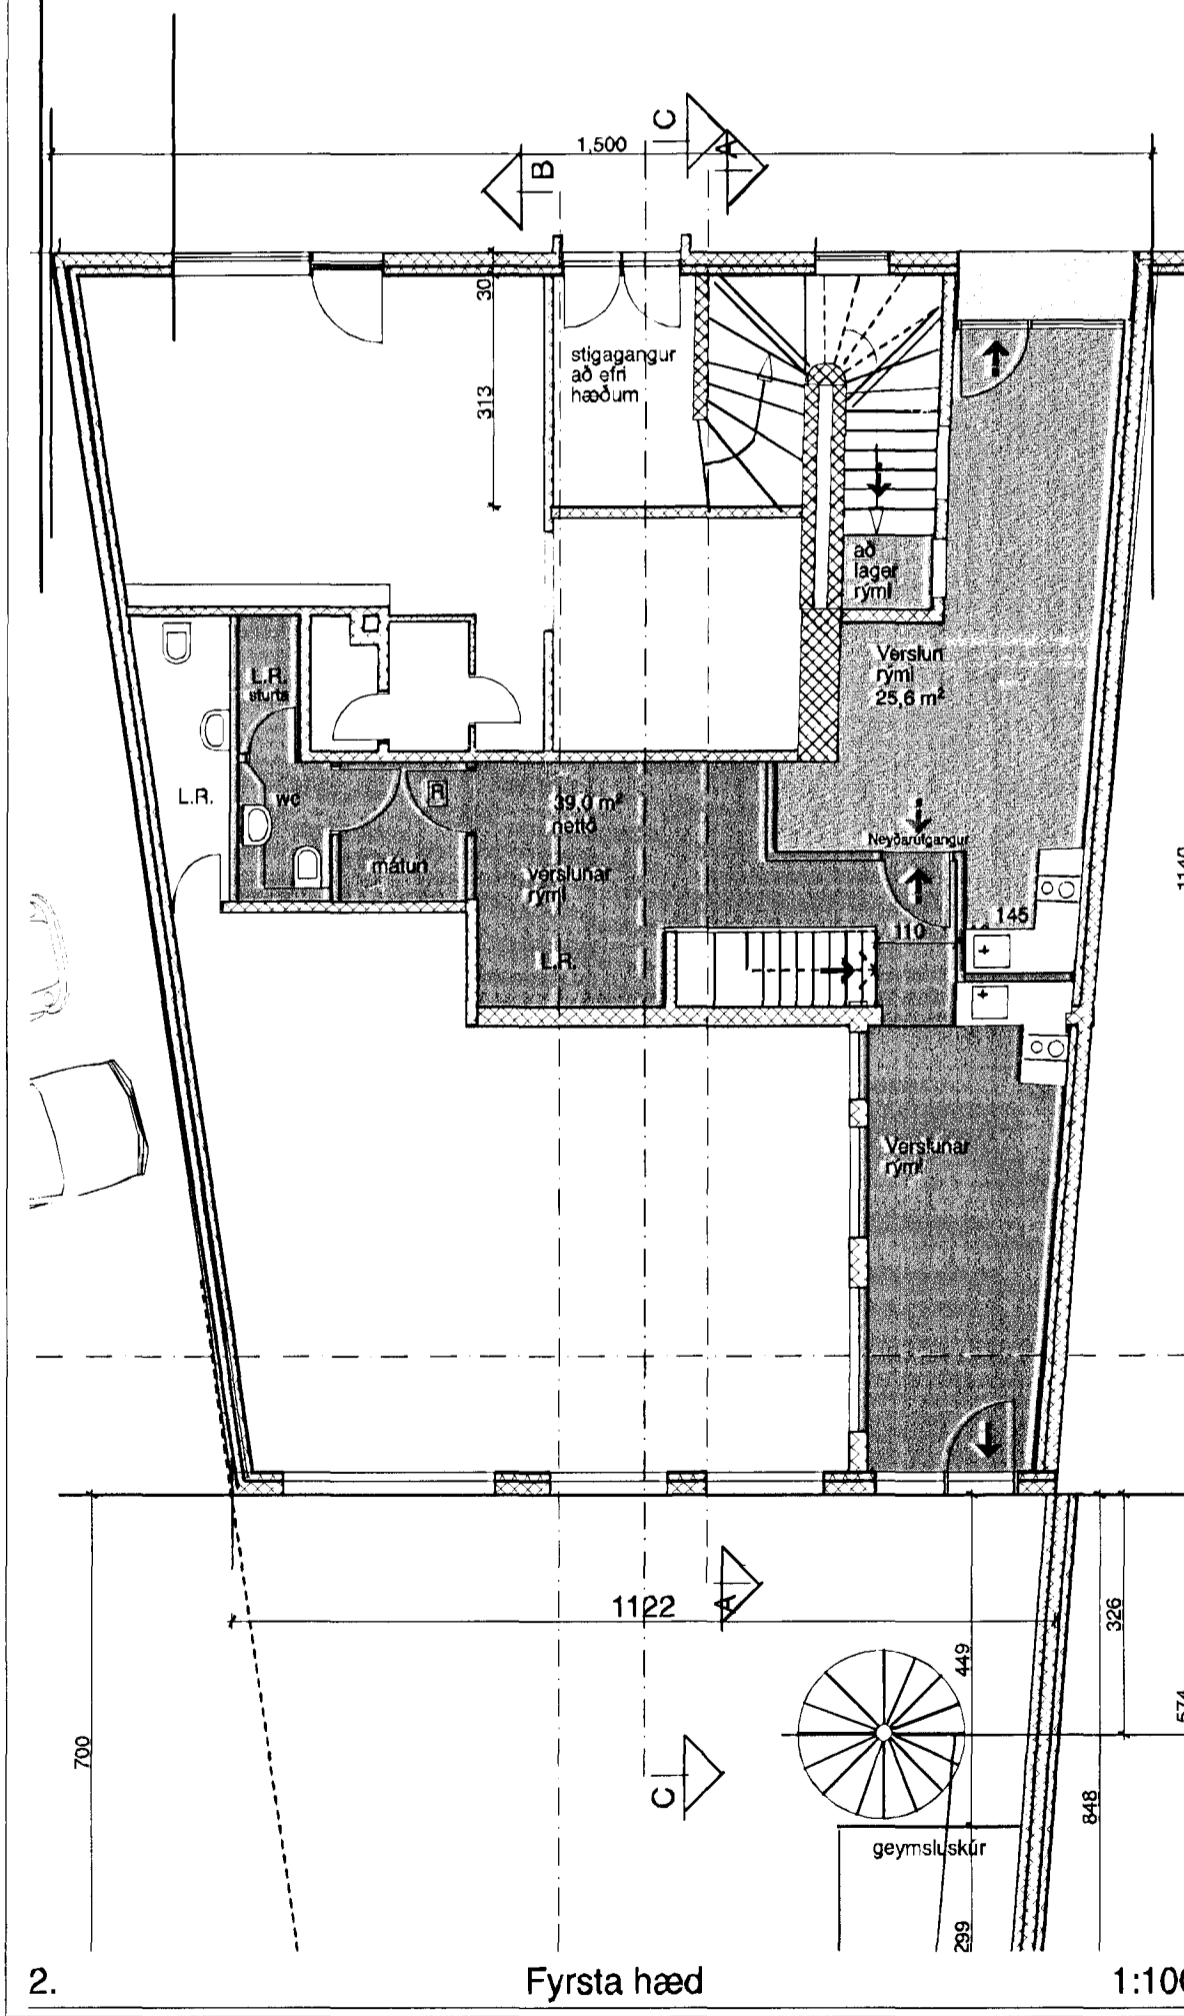 C
1,500
A
B
30
stigagangur
að efri
hæðum
313
að
lager
rými
Verslun
rými
25,6 m²
L.R.
sturta
L.R.
wc
R
39,0 m²
nettó
Neyðarútgangur
mátun
verslunar
rými
145
110
L.R.
1140
Verslunar
rými
1122
A
326
449
574
700
C
848
geymsluskúr
299
2.
Fyrsta hæð